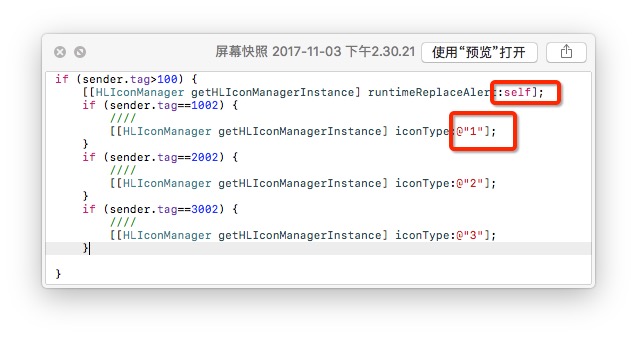 屏幕快照 2017-11-03 下午2.30.21 使用“预览”打开
if (sender.tag>100) {
[[HLIconManager getHLIconManagerInstance] runtimeReplaceAlert:self];
if (sender.tag==1002) {
////
[[HLIconManager getHLIconManagerInstance] iconType:@"1"];
}
if (sender.tag==2002) {
////
[[HLIconManager getHLIconManagerInstance] iconType:@"2"];
}
if (sender.tag==3002) {
////
[[HLIconManager getHLIconManagerInstance] iconType:@"3"];
}
}